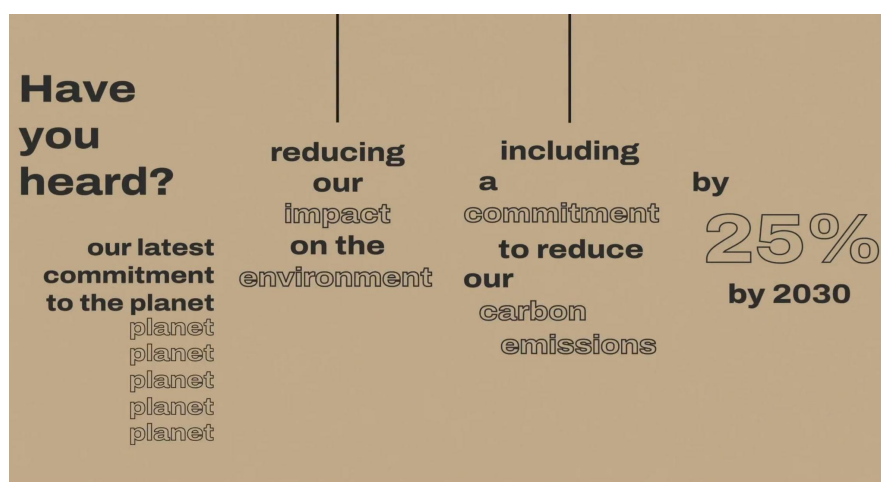 Have
you
heard?
our latest
commitment
to the planet
planet
planet
planet
planet
planet
reducing
our
impact
on the
environment
including
a
commitment
to reduce
our
carbon
emissions
by
25%
by 2030